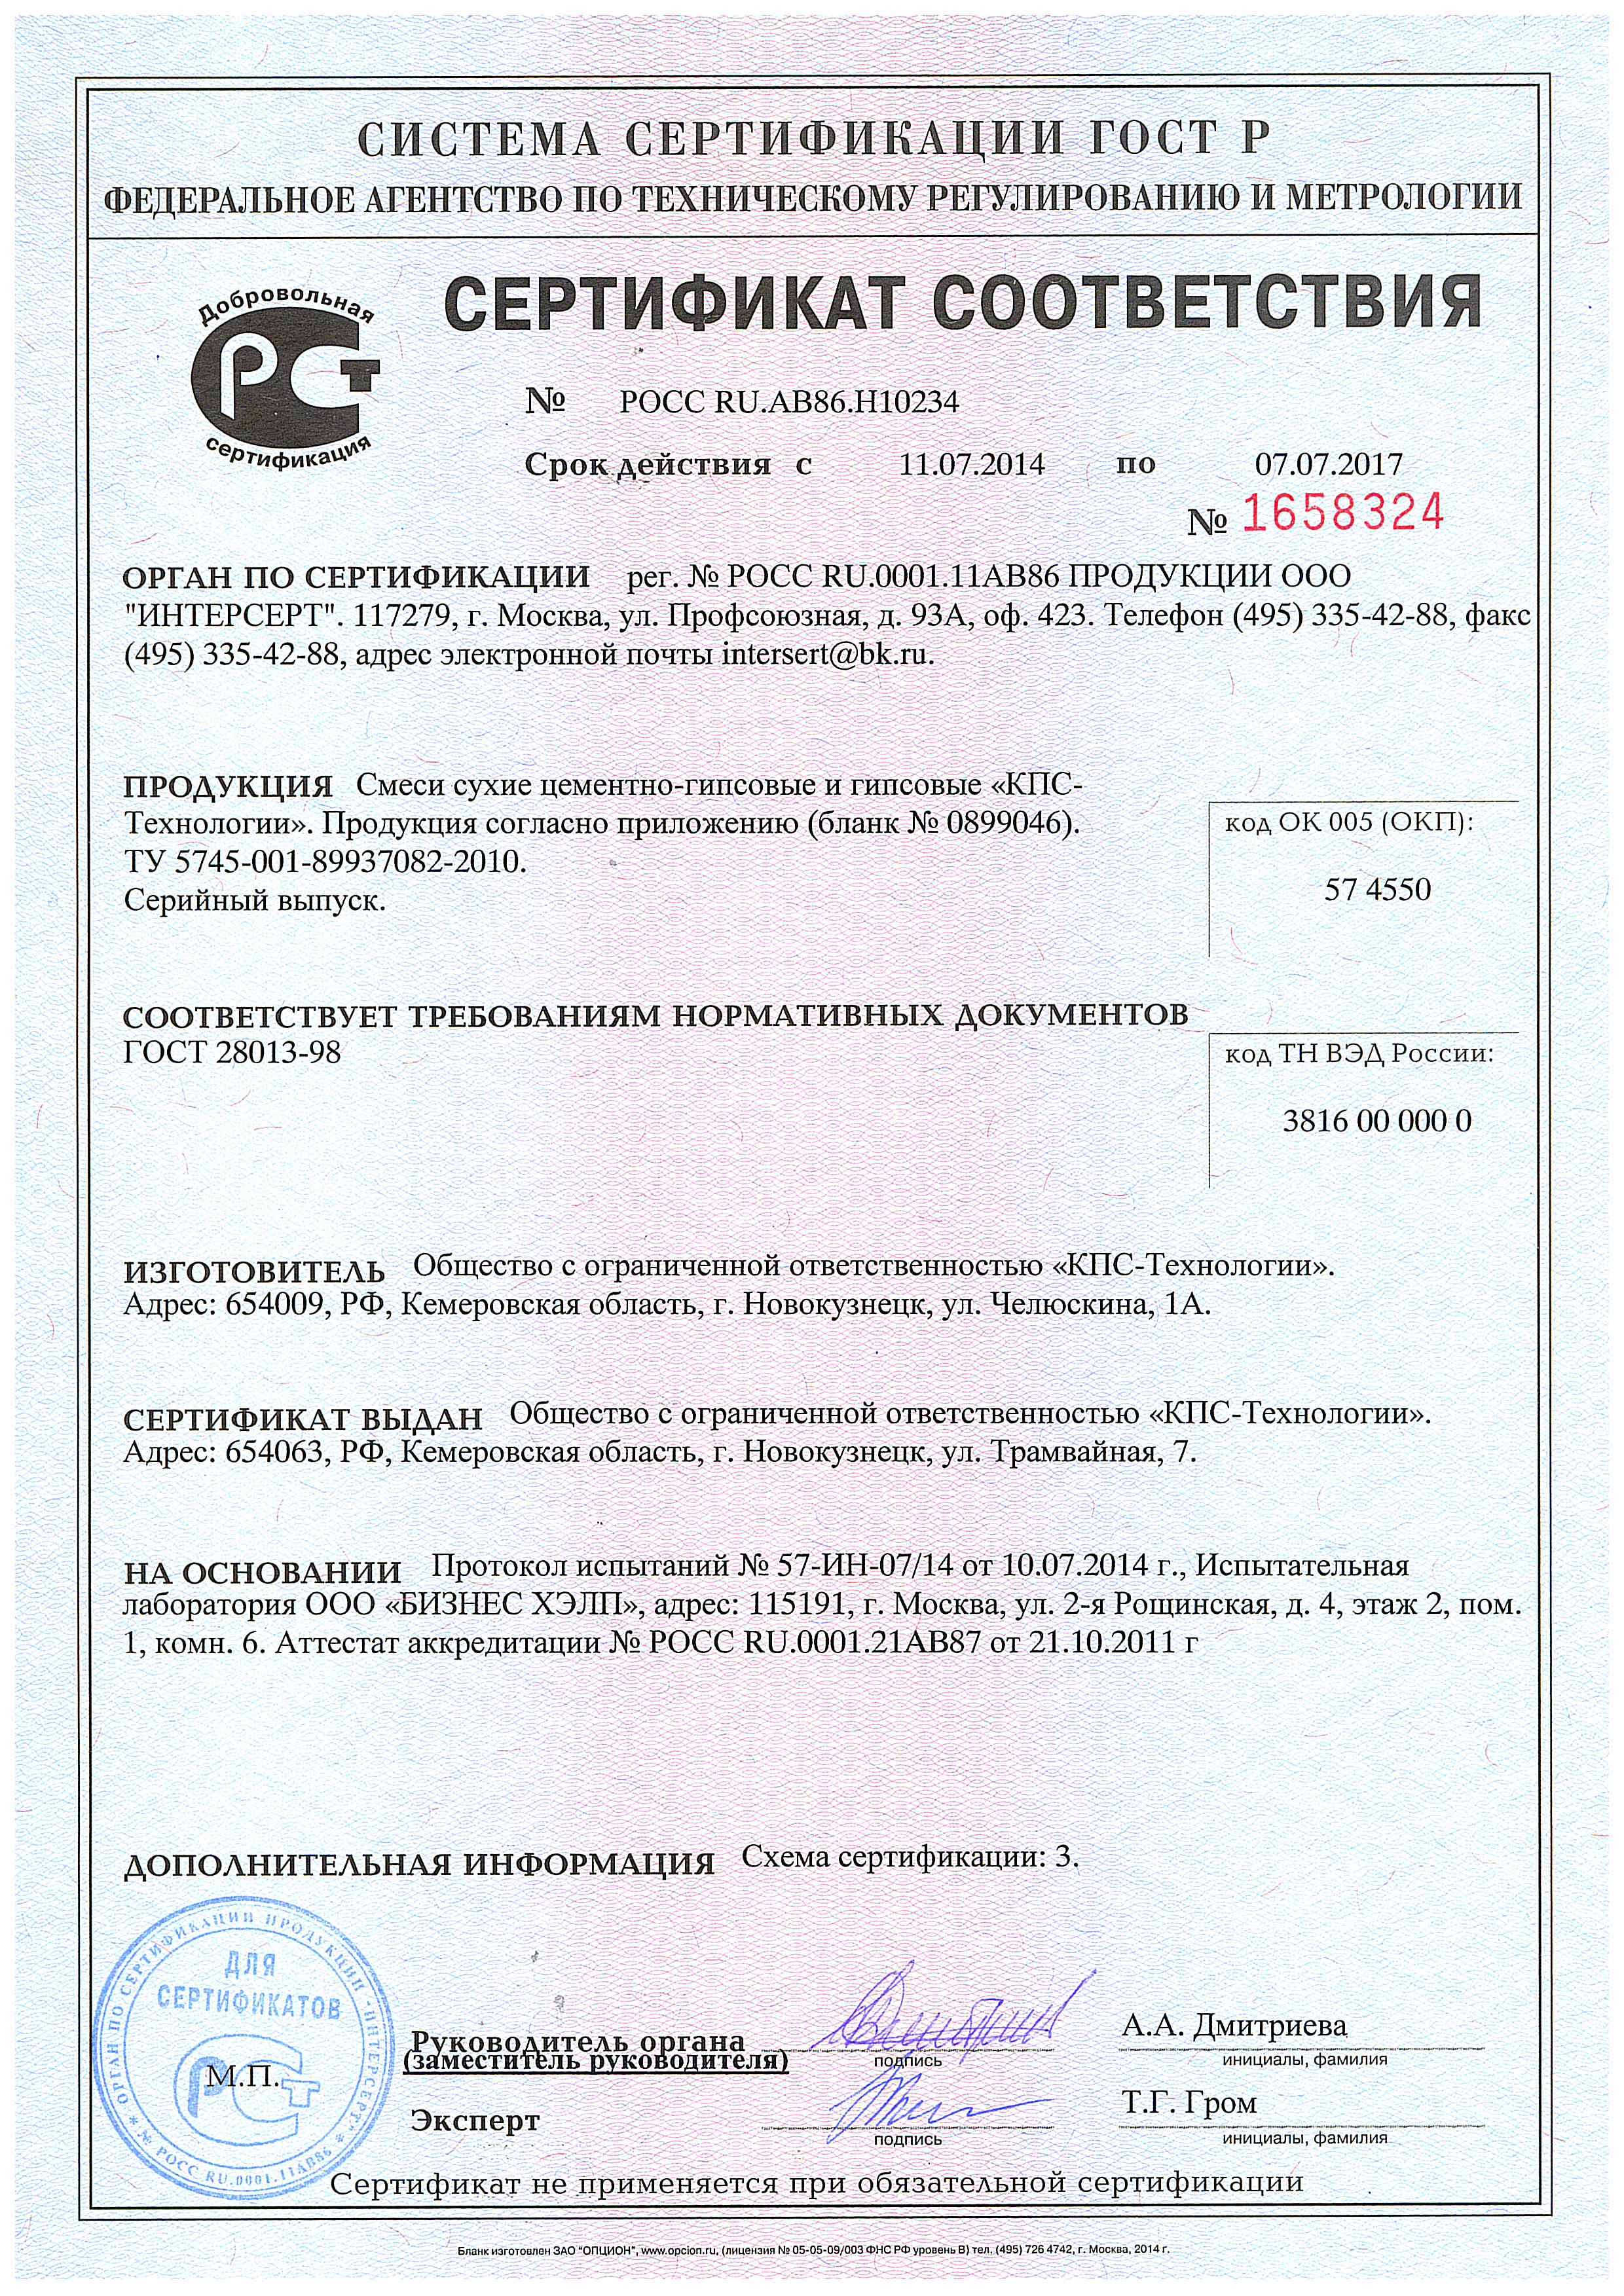 СИСТЕМА СЕРТИФИКАЦИИ ГОСТ Р
ФЕДЕРАЛЬНОЕ АГЕНТСТВО ПО ТЕХНИЧЕСКОМУ РЕГУЛИРОВАНИЮ И МЕТРОЛОГИИ
Добровольная
РСТ
сертификация
СЕРТИФИКАТ СООТВЕТСТВИЯ
№ РОСС RU.АВ86.Н10234
Срок действия с 11.07.2014 по 07.07.2017
№ 1658324
ОРГАН ПО СЕРТИФИКАЦИИ рег. № РОСС RU.0001.11АВ86 ПРОДУКЦИИ ООО
"ИНТЕРСЕРТ". 117279, г. Москва, ул. Профсоюзная, д. 93А, оф. 423. Телефон (495) 335-42-88, факс
(495) 335-42-88, адрес электронной почты intersert@bk.ru.
ПРОДУКЦИЯ Смеси сухие цементно-гипсовые и гипсовые «КПС-
Технологии». Продукция согласно приложению (бланк № 0899046).
ТУ 5745-001-89937082-2010.
Серийный выпуск.
код ОК 005 (ОКП):
57 4550
СООТВЕТСТВУЕТ ТРЕБОВАНИЯМ НОРМАТИВНЫХ ДОКУМЕНТОВ
ГОСТ 28013-98
код ТН ВЭД России:
3816 00 000 0
ИЗГОТОВИТЕЛЬ Общество с ограниченной ответственностью «КПС-Технологии».
Адрес: 654009, РФ, Кемеровская область, г. Новокузнецк, ул. Челюскина, 1А.
СЕРТИФИКАТ ВЫДАН Общество с ограниченной ответственностью «КПС-Технологии».
Адрес: 654063, РФ, Кемеровская область, г. Новокузнецк, ул. Трамвайная, 7.
НА ОСНОВАНИИ Протокол испытаний № 57-ИН-07/14 от 10.07.2014 г., Испытательная
лаборатория ООО «БИЗНЕС ХЭЛП», адрес: 115191, г. Москва, ул. 2-я Рощинская, д. 4, этаж 2, пом.
1, комн. 6. Аттестат аккредитации № РОСС RU.0001.21АВ87 от 21.10.2011 г
ДОПОЛНИТЕЛЬНАЯ ИНФОРМАЦИЯ Схема сертификации: 3.
ОРГАН ПО СЕРТИФИКАЦИИ ПРОДУКЦИИ "ИНТЕРСЕРТ"
* № РОСС RU.0001.11АВ86 *
ДЛЯ
СЕРТИФИКАТОВ
РСТ
М.П.
Руководитель органа
(заместитель руководителя)
подпись
А.А. Дмитриева
инициалы, фамилия
Эксперт
подпись
Т.Г. Гром
инициалы, фамилия
Сертификат не применяется при обязательной сертификации
Бланк изготовлен ЗАО "ОПЦИОН", www.opcion.ru, (лицензия № 05-05-09/003 ФНС РФ уровень В) тел. (495) 726 4742, г. Москва, 2014 г.